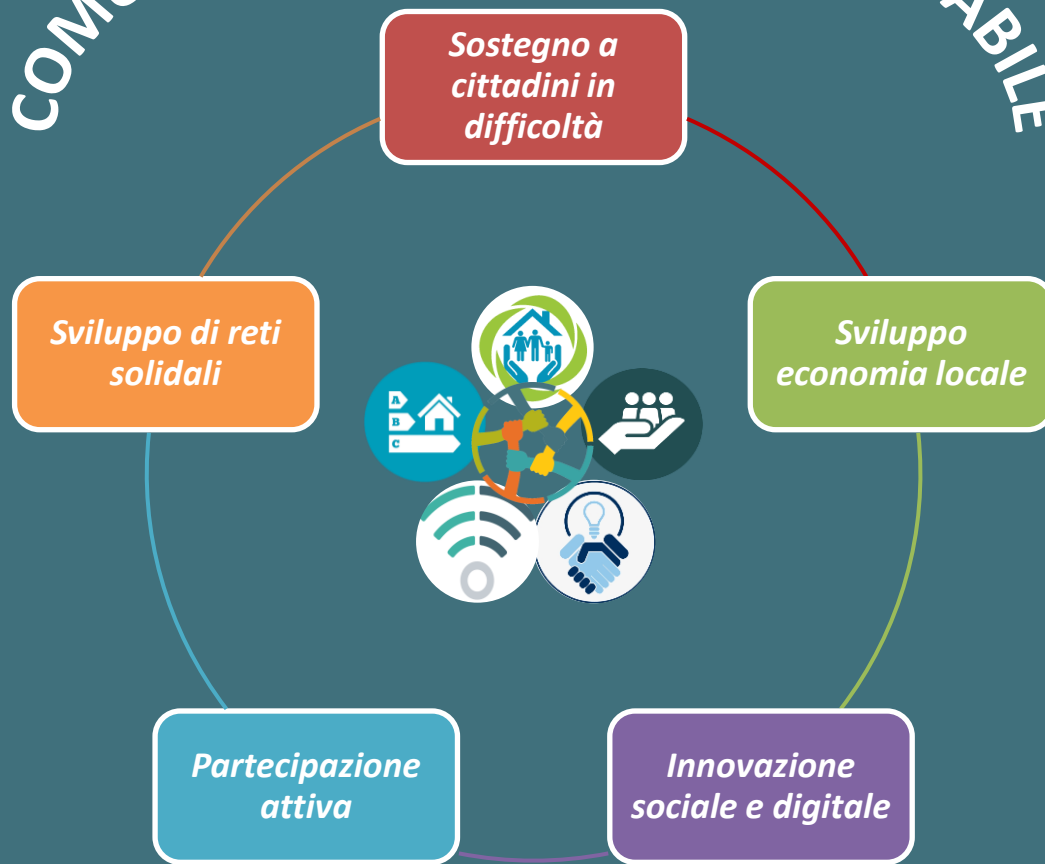 Sostegno a
cittadini in
difficoltà
Sviluppo di reti
solidali
Sviluppo
economia locale
A
B
C
Partecipazione
attiva
Innovazione
sociale e digitale